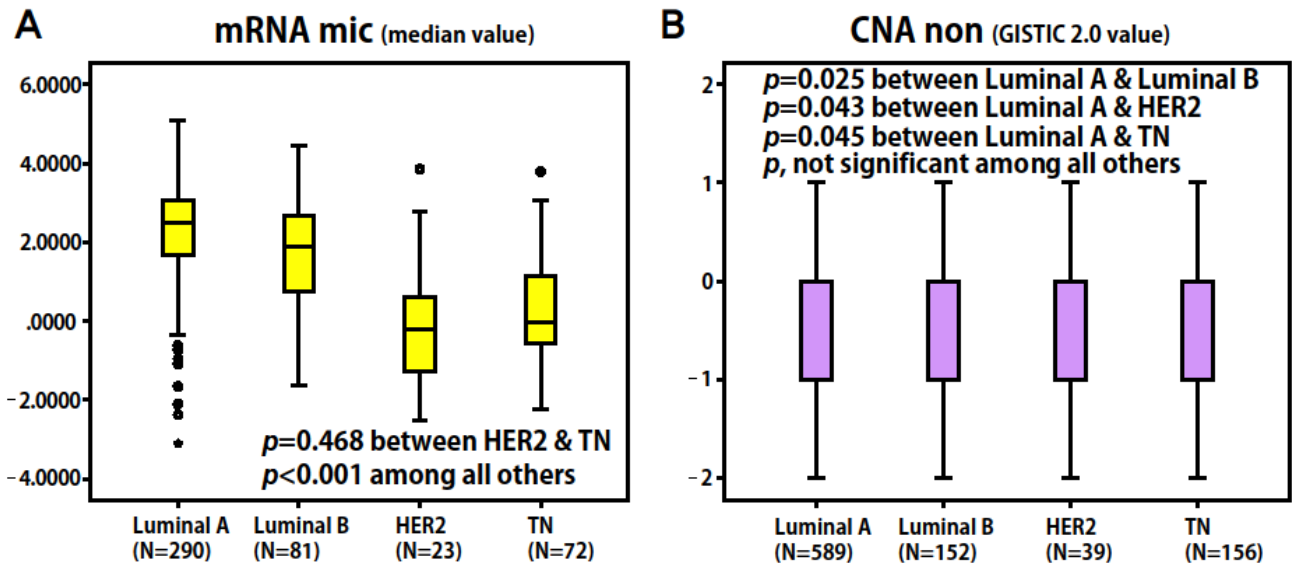 A
mRNA mic (median value)
6.0000
4.0000
2.0000
.0000
-2.0000
-4.0000
p=0.468 between HER2 & TN
p<0.001 among all others
Luminal A Luminal B HER2 TN
(N=290) (N=81) (N=23) (N=72)
B
CNA non (GISTIC 2.0 value)
p=0.025 between Luminal A & Luminal B
p=0.043 between Luminal A & HER2
p=0.045 between Luminal A & TN
p, not significant among all others
2
1
0
-1
-2
Luminal A Luminal B HER2 TN
(N=589) (N=152) (N=39) (N=156)